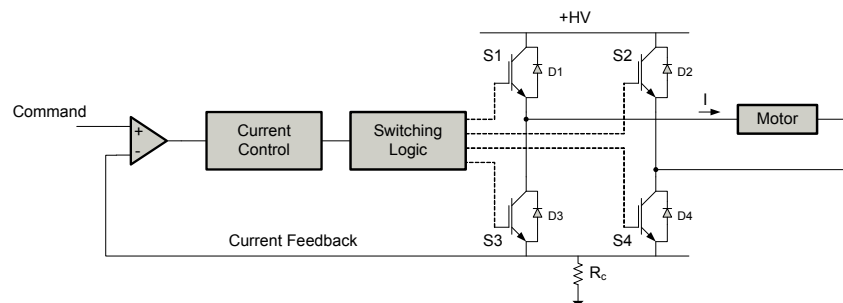 +HV
S1
D1
S2
D2
Command
+
-
Current
Control
Switching
Logic
I
Motor
D3
S3
D4
S4
Current Feedback
Rc